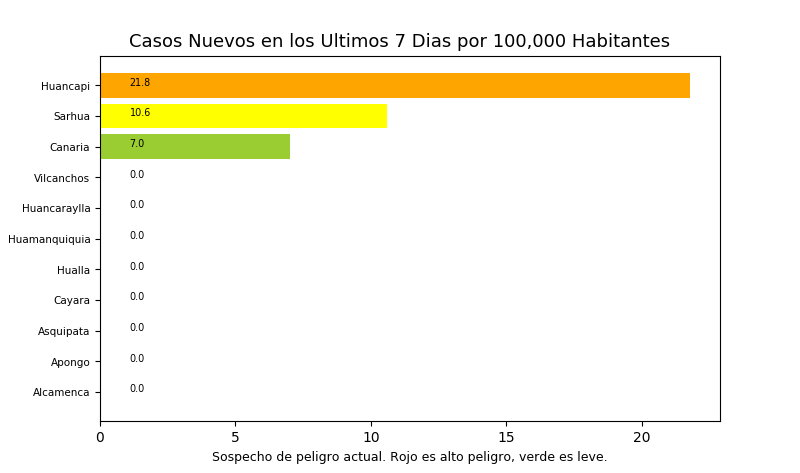 Casos Nuevos en los Ultimos 7 Dias por 100,000 Habitantes
Huancapi 21.8
Sarhua 10.6
Canaria 7.0
Vilcanchos 0.0
Huancaraylla 0.0
Huamanquiquia 0.0
Hualla 0.0
Cayara 0.0
Asquipata 0.0
Apongo 0.0
Alcamenca 0.0
0 5 10 15 20
Sospecho de peligro actual. Rojo es alto peligro, verde es leve.